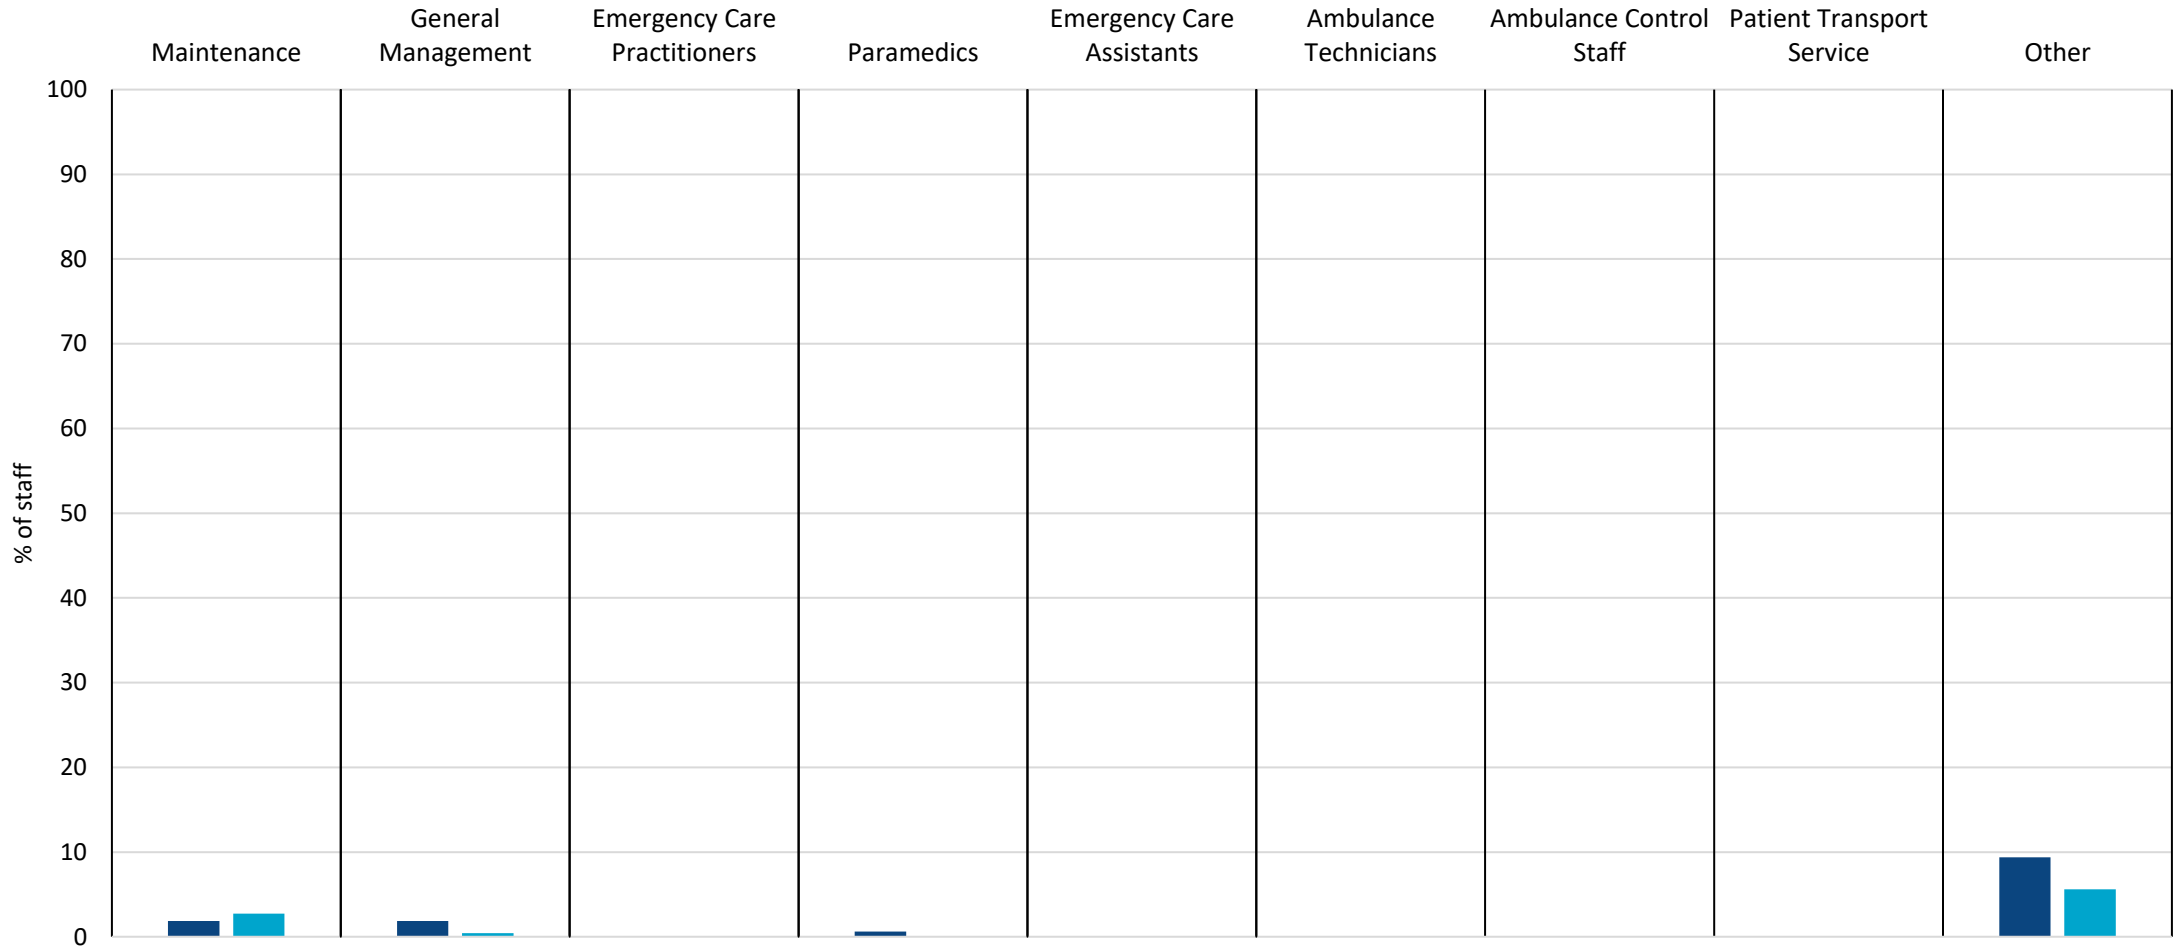 Maintenance
General
Management
Emergency Care
Practitioners
Paramedics
Emergency Care
Assistants
Ambulance
Technicians
Ambulance Control
Staff
Patient Transport
Service
Other
% of staff
100
90
80
70
60
50
40
30
20
10
0